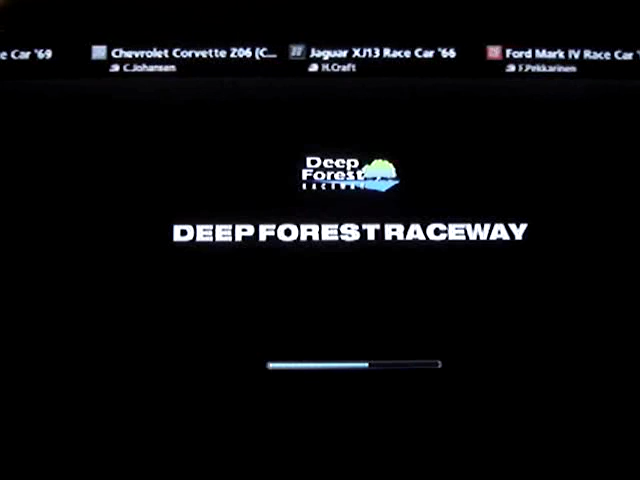 e Car '69
Chevrolet Corvette Z06 (C...
Jaguar XJ13 Race Car '66
Ford Mark IV Race Car '
C.Johansen
H.Craft
F.Pekkarinen
Deep
Forest
RACEWAY
DEEP FOREST RACEWAY